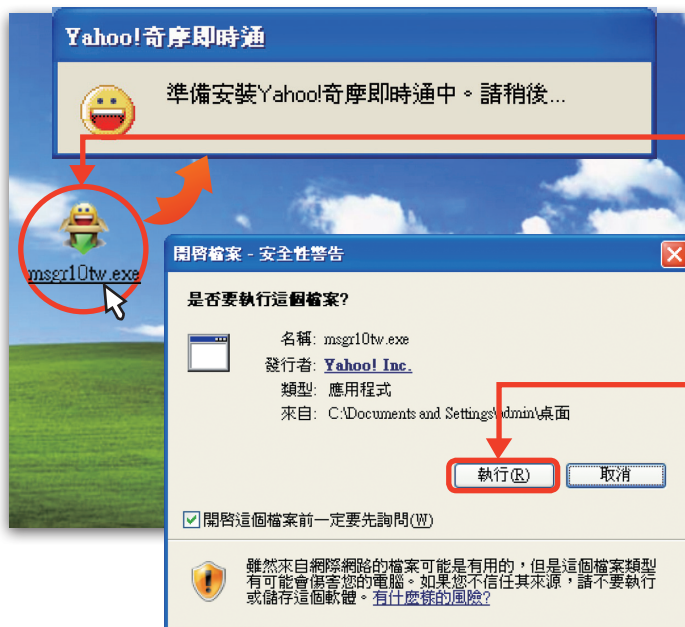 Yahoo!奇摩即時通
準備安裝Yahoo!奇摩即時通中。請稍後...
msgr10tw.exe
開啓檔案 - 安全性警告
是否要執行這個檔案?
名稱: msgr10tw.exe
發行者: Yahoo! Inc.
類型: 應用程式
來自: C:\Documents and Settings\admin\桌面
執行(R) 取消
開啓這個檔案前一定要先詢問(W)
雖然來自網際網路的檔案可能是有用的,但是這個檔案類型
有可能會傷害您的電腦。如果您不信任其來源,請不要執行
或儲存這個軟體。有什麼樣的風險?